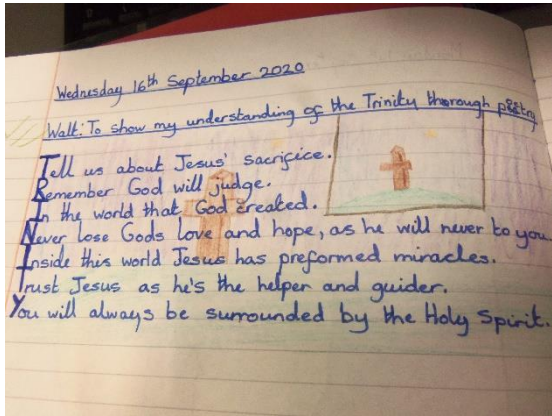 Wednesday 16th September 2020
Walt: To show my understanding of the Trinity thorough poetry.
Tell us about Jesus' sacrifice.
Remember God will judge.
In the world that God created.
Never lose Gods love and hope, as he will never to you.
Inside this world Jesus has preformed miracles.
Trust Jesus as he's the helper and guider.
You will always be surrounded by the Holy Spirit.